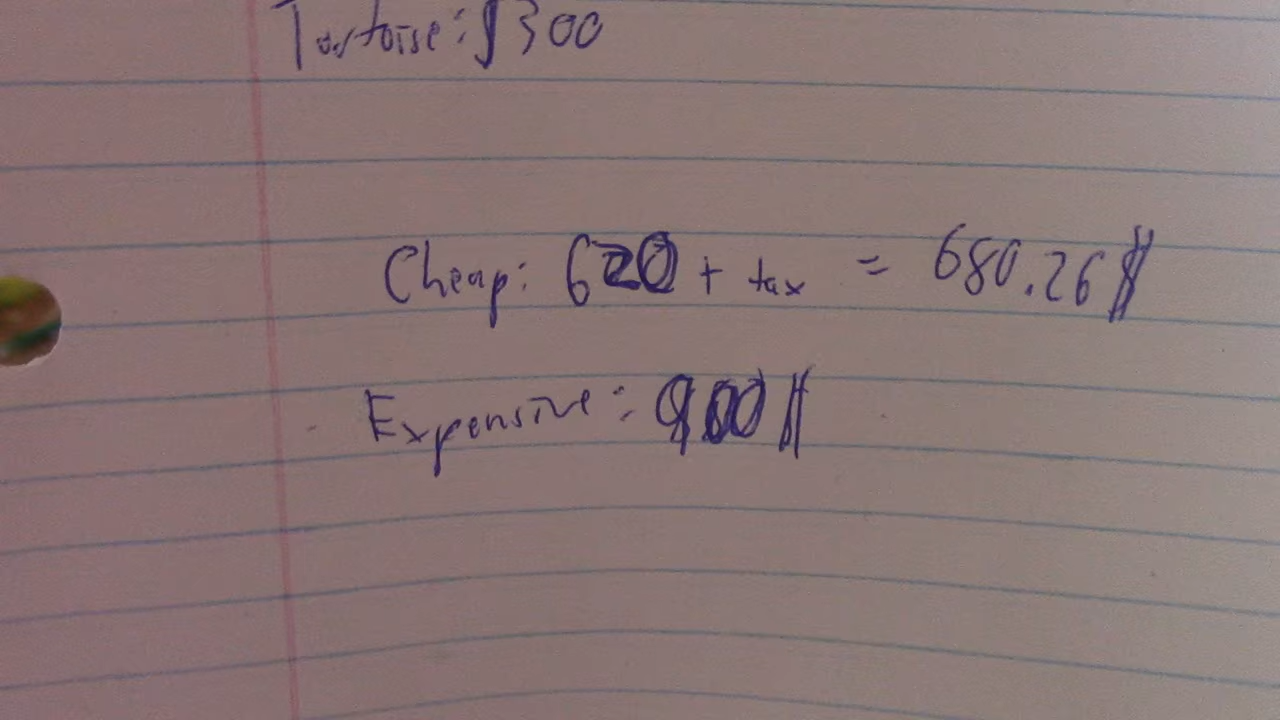 Tortoise: $300
Cheap: 620 + tax = 680.26$
Expensive: 900$